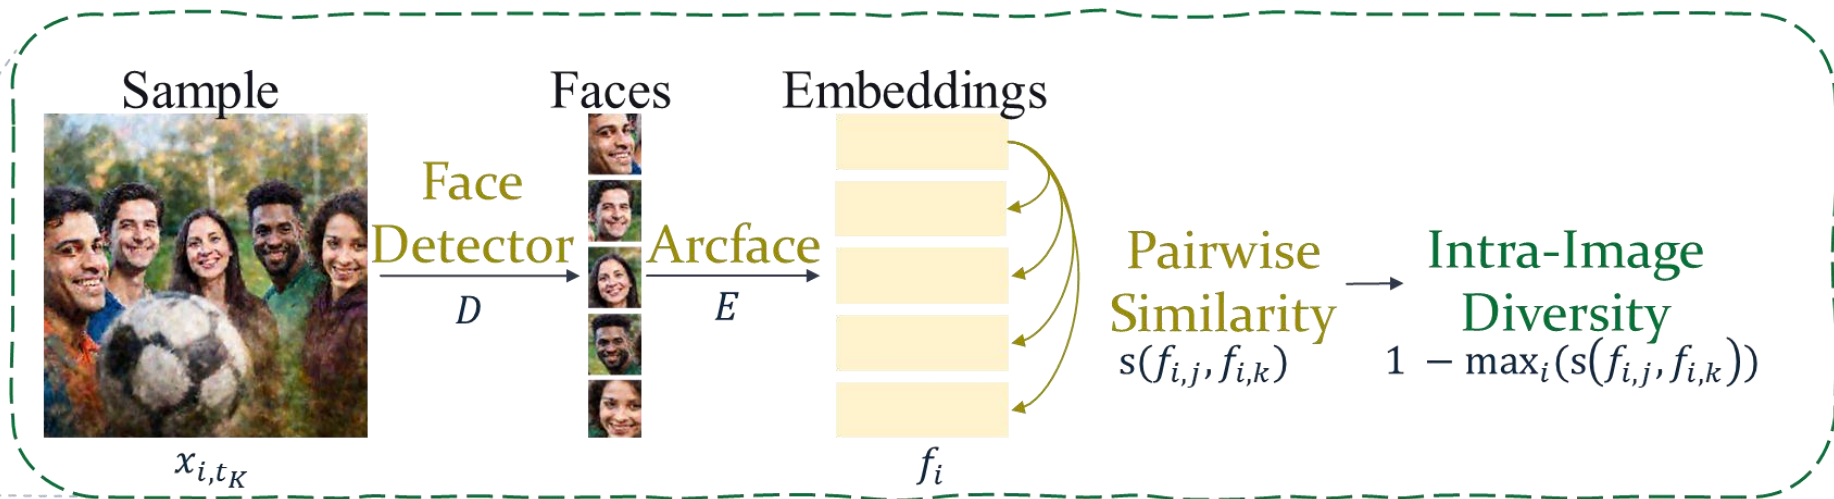 Sample
Faces
Embeddings
Face
Detector
D
Arcface
E
Pairwise
Similarity
s(f_{i,j}, f_{i,k})
Intra-Image
Diversity
1 − max_i(s(f_{i,j}, f_{i,k}))
x_{i,t_K}
f_i